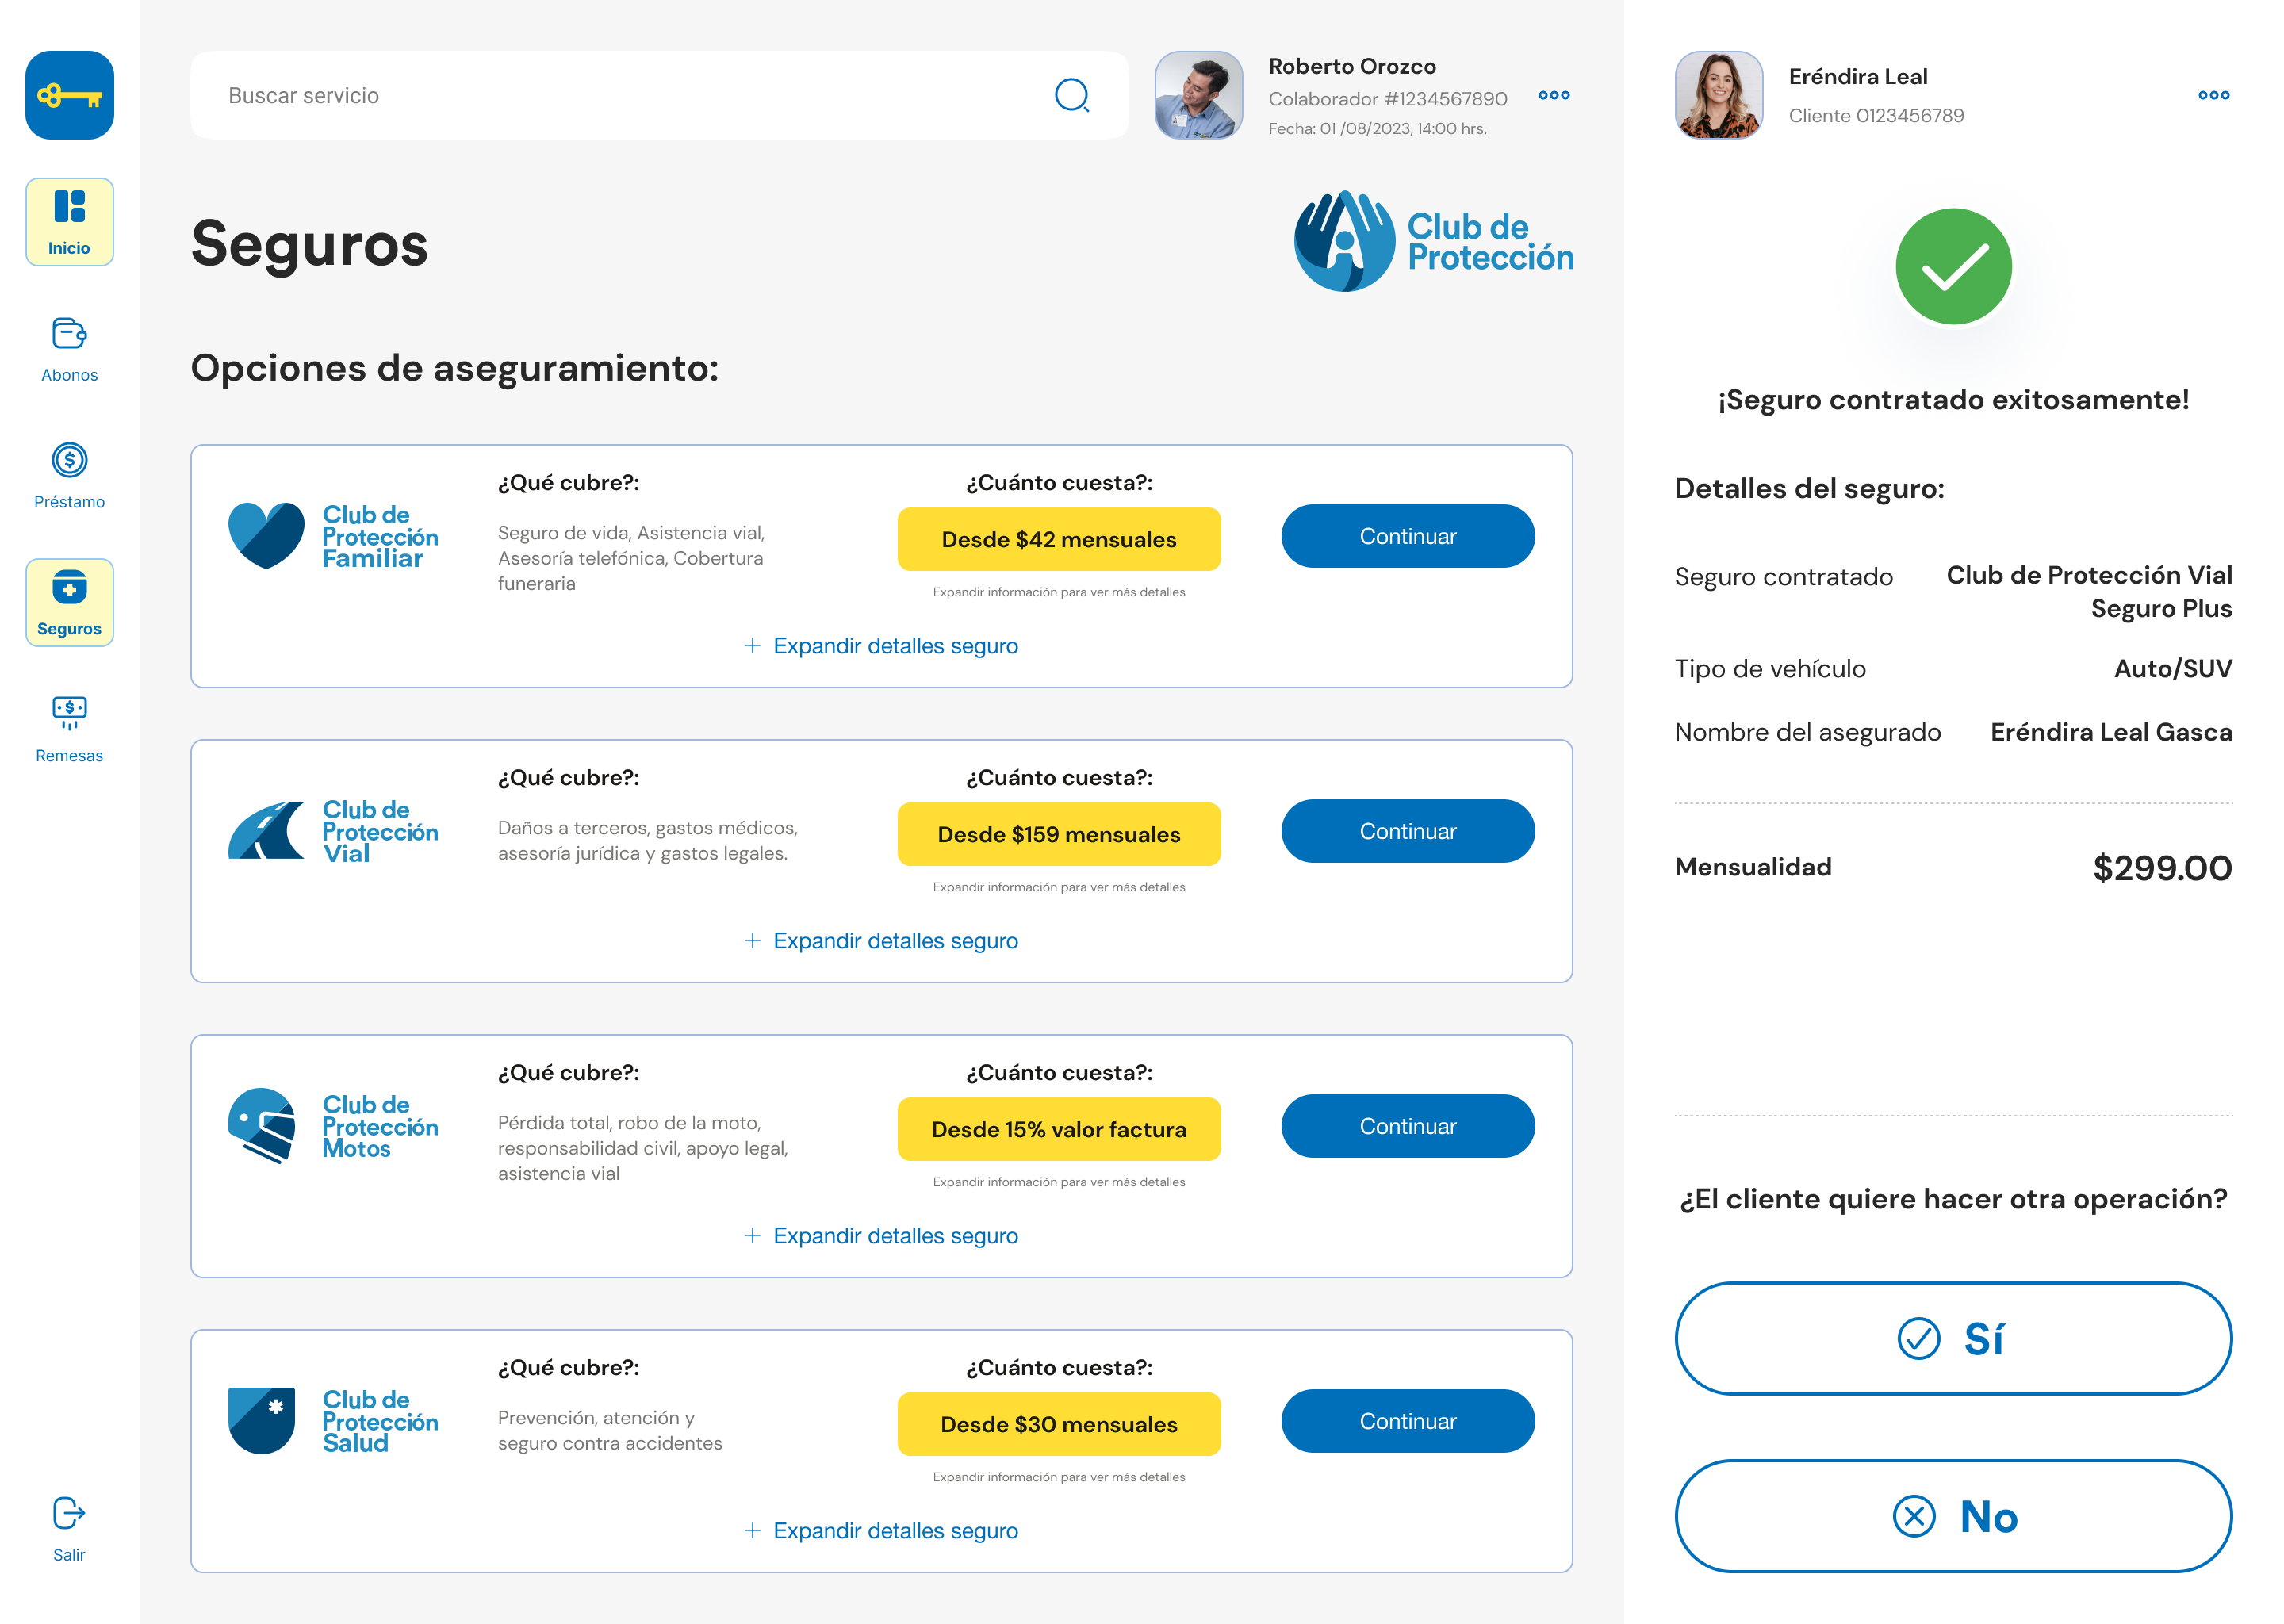 Inicio
Abonos
Préstamo
Seguros
Remesas
Salir
Buscar servicio
Roberto Orozco
Colaborador #1234567890
Fecha: 01 /08/2023, 14:00 hrs.
Seguros
Club de
Protección
Opciones de aseguramiento:
Club de
Protección
Familiar
¿Qué cubre?:
Seguro de vida, Asistencia vial,
Asesoría telefónica, Cobertura
funeraria
¿Cuánto cuesta?:
Desde $42 mensuales
Expandir información para ver más detalles
Continuar
+ Expandir detalles seguro
Club de
Protección
Vial
¿Qué cubre?:
Daños a terceros, gastos médicos,
asesoría jurídica y gastos legales.
¿Cuánto cuesta?:
Desde $159 mensuales
Expandir información para ver más detalles
Continuar
+ Expandir detalles seguro
Club de
Protección
Motos
¿Qué cubre?:
Pérdida total, robo de la moto,
responsabilidad civil, apoyo legal,
asistencia vial
¿Cuánto cuesta?:
Desde 15% valor factura
Expandir información para ver más detalles
Continuar
+ Expandir detalles seguro
Club de
Protección
Salud
¿Qué cubre?:
Prevención, atención y
seguro contra accidentes
¿Cuánto cuesta?:
Desde $30 mensuales
Expandir información para ver más detalles
Continuar
+ Expandir detalles seguro
Eréndira Leal
Cliente 0123456789
¡Seguro contratado exitosamente!
Detalles del seguro:
Seguro contratado Club de Protección Vial
Seguro Plus
Tipo de vehículo Auto/SUV
Nombre del asegurado Eréndira Leal Gasca
Mensualidad $299.00
¿El cliente quiere hacer otra operación?
Sí
No